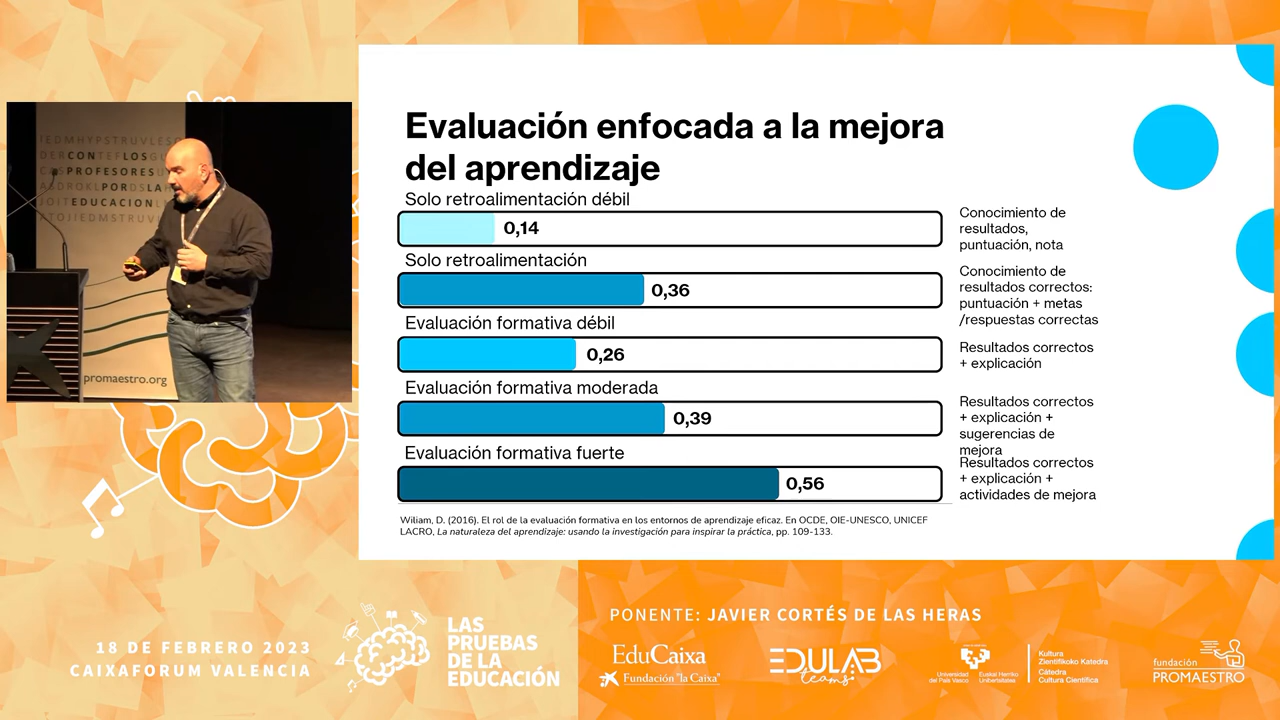 Evaluación enfocada a la mejora
del aprendizaje
Solo retroalimentación débil
0,14
Conocimiento de
resultados,
puntuación, nota
Solo retroalimentación
0,36
Conocimiento de
resultados correctos:
puntuación + metas
/respuestas correctas
Evaluación formativa débil
0,26
Resultados correctos
+ explicación
Evaluación formativa moderada
0,39
Resultados correctos
+ explicación +
sugerencias de
mejora
Evaluación formativa fuerte
0,56
Resultados correctos
+ explicación +
actividades de mejora
Wiliam, D. (2016). El rol de la evaluación formativa en los entornos de aprendizaje eficaz. En OCDE, OIE-UNESCO, UNICEF
LACRO, La naturaleza del aprendizaje: usando la investigación para inspirar la práctica, pp. 109-133.
CON LOS
PROFESORES
POR LA
EDUCACION
promaestro.org
18 DE FEBRERO 2023
CAIXAFORUM VALENCIA
LAS
PRUEBAS
DE LA
EDUCACIÓN
PONENTE: JAVIER CORTÉS DE LAS HERAS
EduCaixa
Fundación "la Caixa"
EDULAB
teams
Universidad
del País Vasco
Euskal Herriko
Unibertsitatea
Kultura
Zientifikoko Katedra
Cátedra
Cultura Científica
fundación
PROMAESTRO